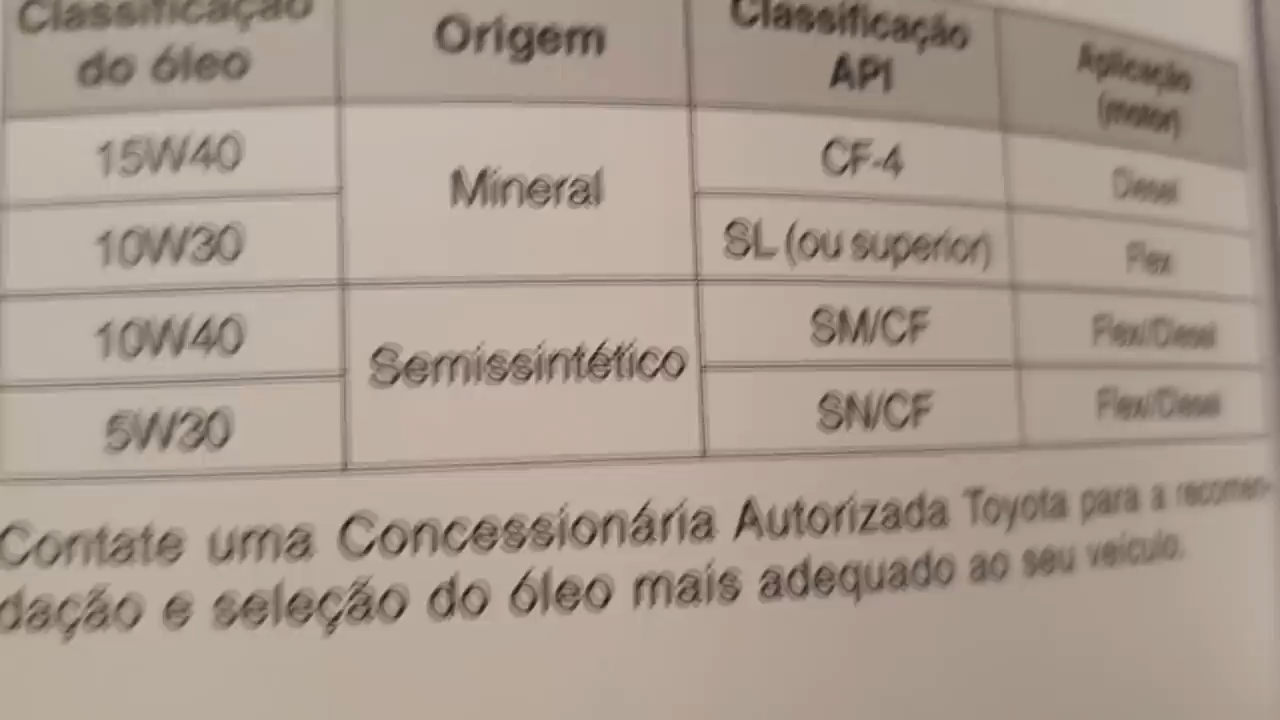 Classificação Origem Classificação Aplicação
do óleo API (motor)
15W40 Mineral CF-4 Diesel
10W30 SL (ou superior) Flex
10W40 Semissintético SM/CF Flex/Diesel
5W30 SN/CF Flex/Diesel
Contate uma Concessionária Autorizada Toyota para a recomen-
dação e seleção do óleo mais adequado ao seu veículo.